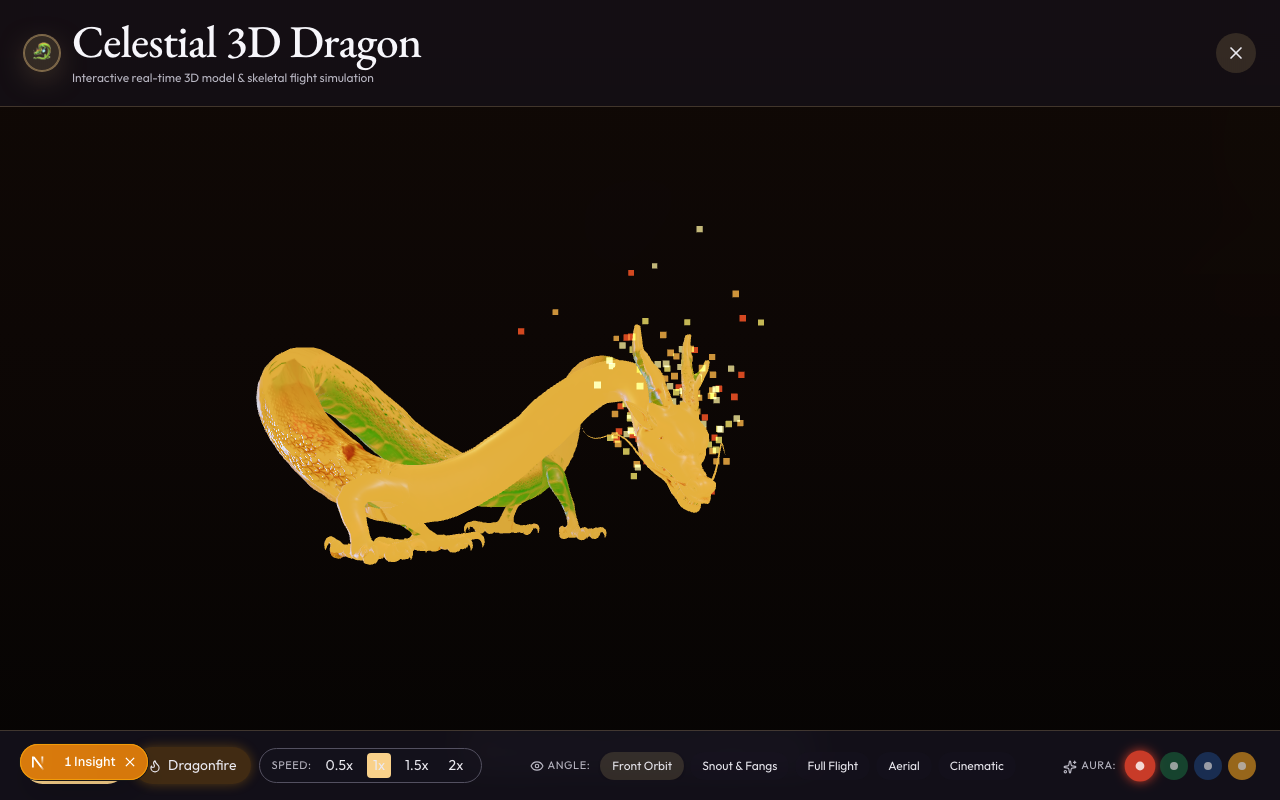 Celestial 3D Dragon
Interactive real-time 3D model & skeletal flight simulation
N 1 Insight
Dragonfire
SPEED: 0.5x 1x 1.5x 2x
ANGLE: Front Orbit Snout & Fangs Full Flight Aerial Cinematic
AURA: